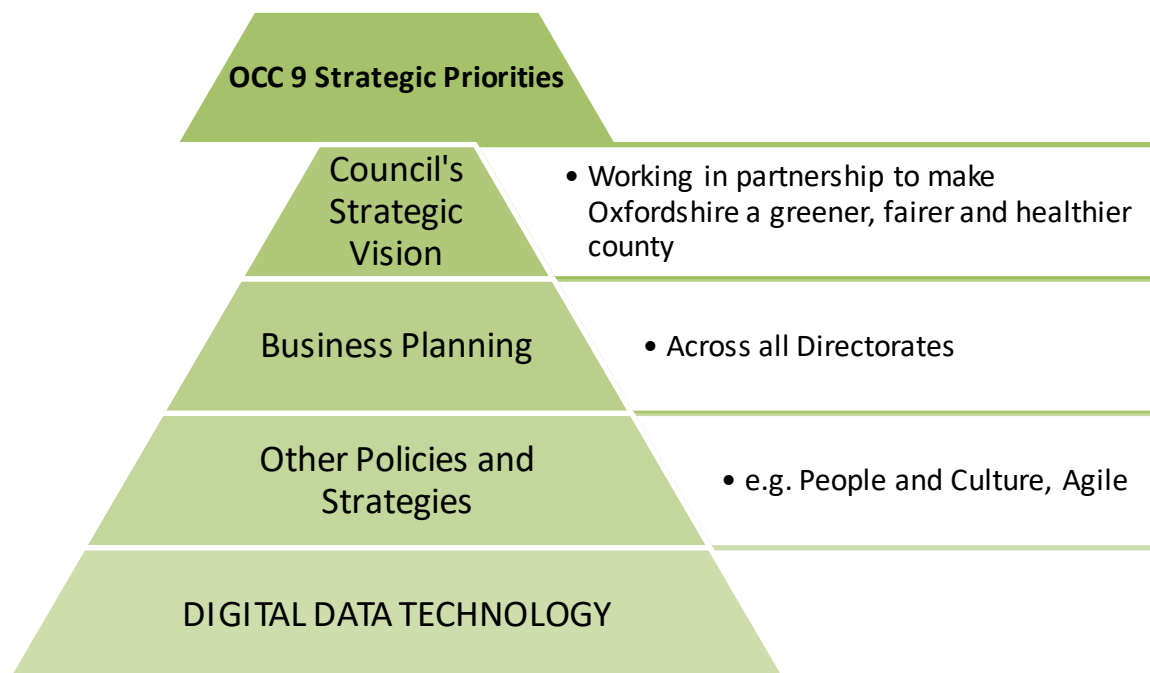 OCC 9 Strategic Priorities
Council's
Strategic
Vision
• Working in partnership to make
Oxfordshire a greener, fairer and healthier
county
Business Planning
• Across all Directorates
Other Policies and
Strategies
• e.g. People and Culture, Agile
DIGITAL DATA TECHNOLOGY